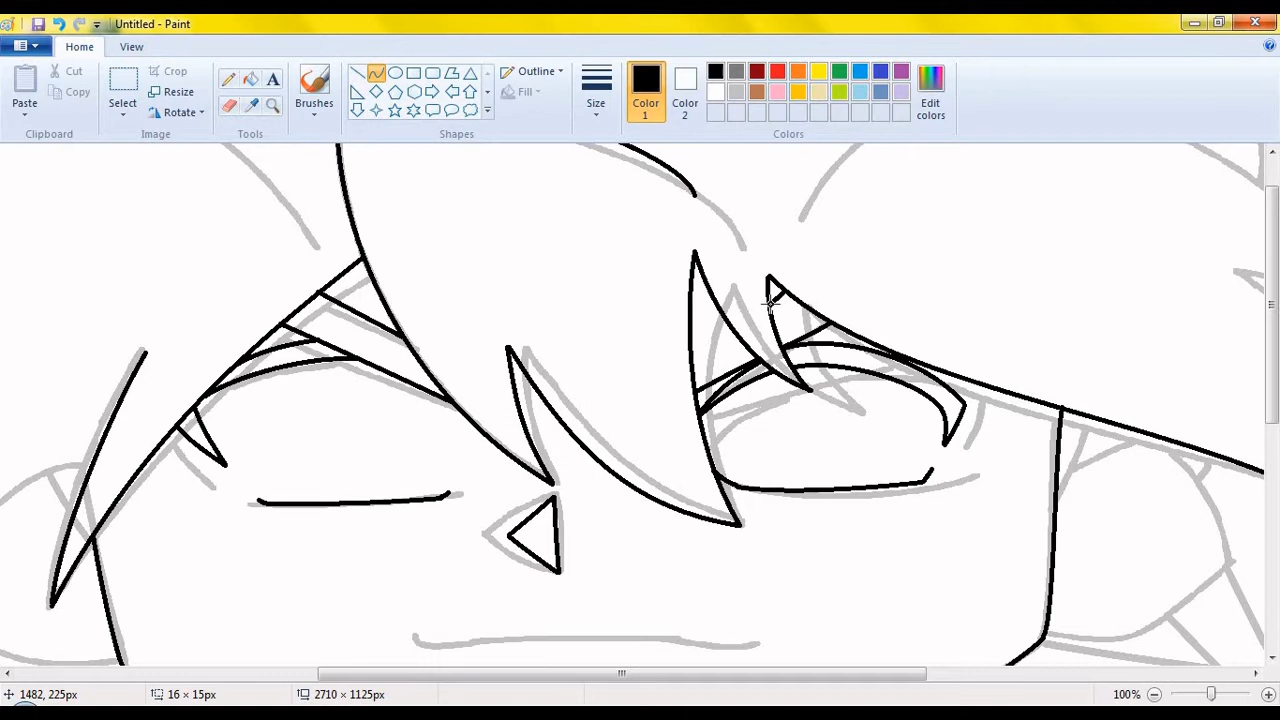 Untitled - Paint
Home View
Paste
Cut
Copy
Clipboard
Select
Crop
Resize
Rotate
Image
A
Tools
Brushes
Outline
Fill
Shapes
Size
Color
1
Color
2
Edit
colors
Colors
1482, 225px
16 × 15px
2710 × 1125px
100%